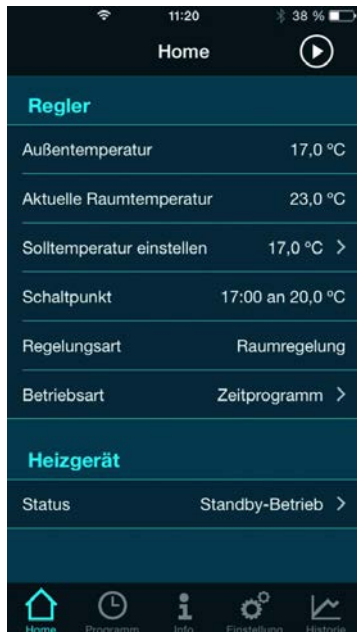 11:20 38 %
Home
Regler
Außentemperatur 17,0 °C
Aktuelle Raumtemperatur 23,0 °C
Solltemperatur einstellen 17,0 °C >
Schaltpunkt 17:00 an 20,0 °C
Regelungsart Raumregelung
Betriebsart Zeitprogramm >
Heizgerät
Status Standby-Betrieb >
Home Programm Info Einstellung Historie